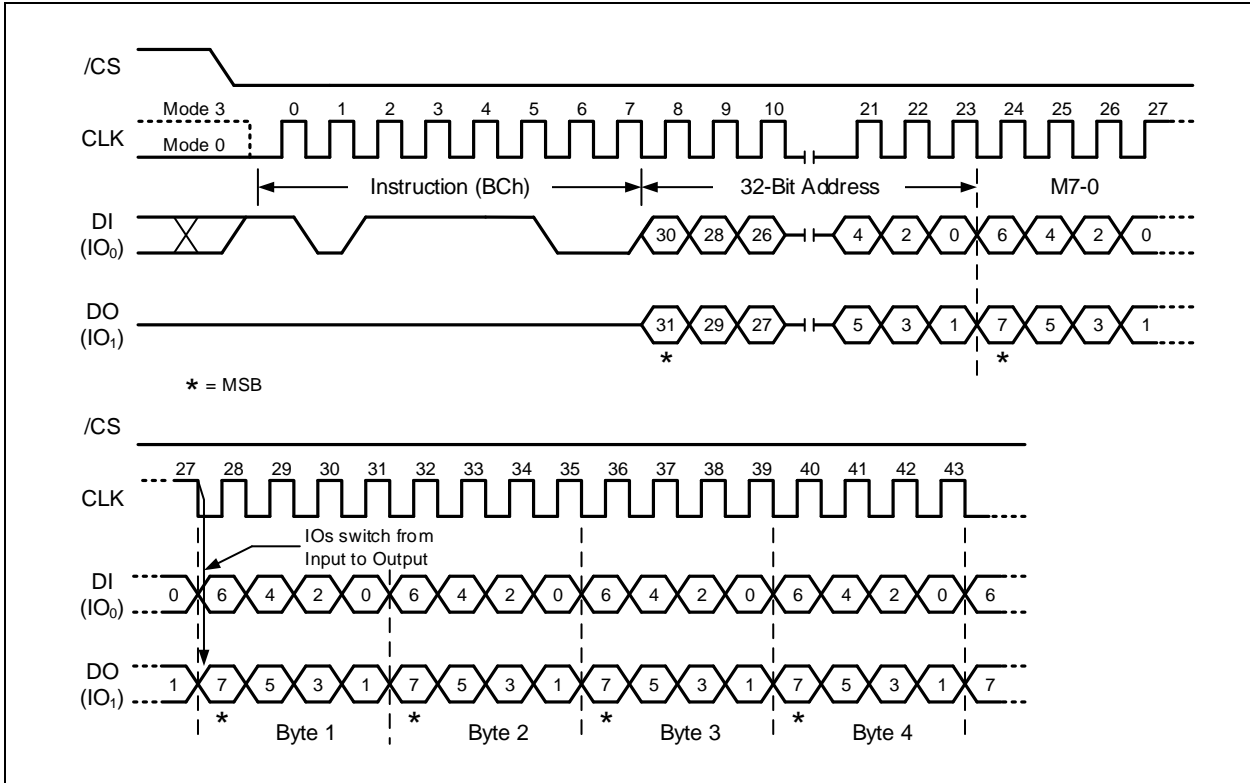 /CS
Mode 3 0 1 2 3 4 5 6 7 8 9 10 21 22 23 24 25 26 27
CLK
Mode 0
Instruction (BCh) 32-Bit Address M7-0
DI
(IO0) 30 28 26 4 2 0 6 4 2 0
DO
(IO1) 31 29 27 5 3 1 7 5 3 1
* *
* = MSB
/CS
27 28 29 30 31 32 33 34 35 36 37 38 39 40 41 42 43
CLK
IOs switch from
Input to Output
DI
(IO0) 0 6 4 2 0 6 4 2 0 6 4 2 0 6 4 2 0 6
DO
(IO1) 1 7 5 3 1 7 5 3 1 7 5 3 1 7 5 3 1 7
* Byte 1 * Byte 2 * Byte 3 * Byte 4